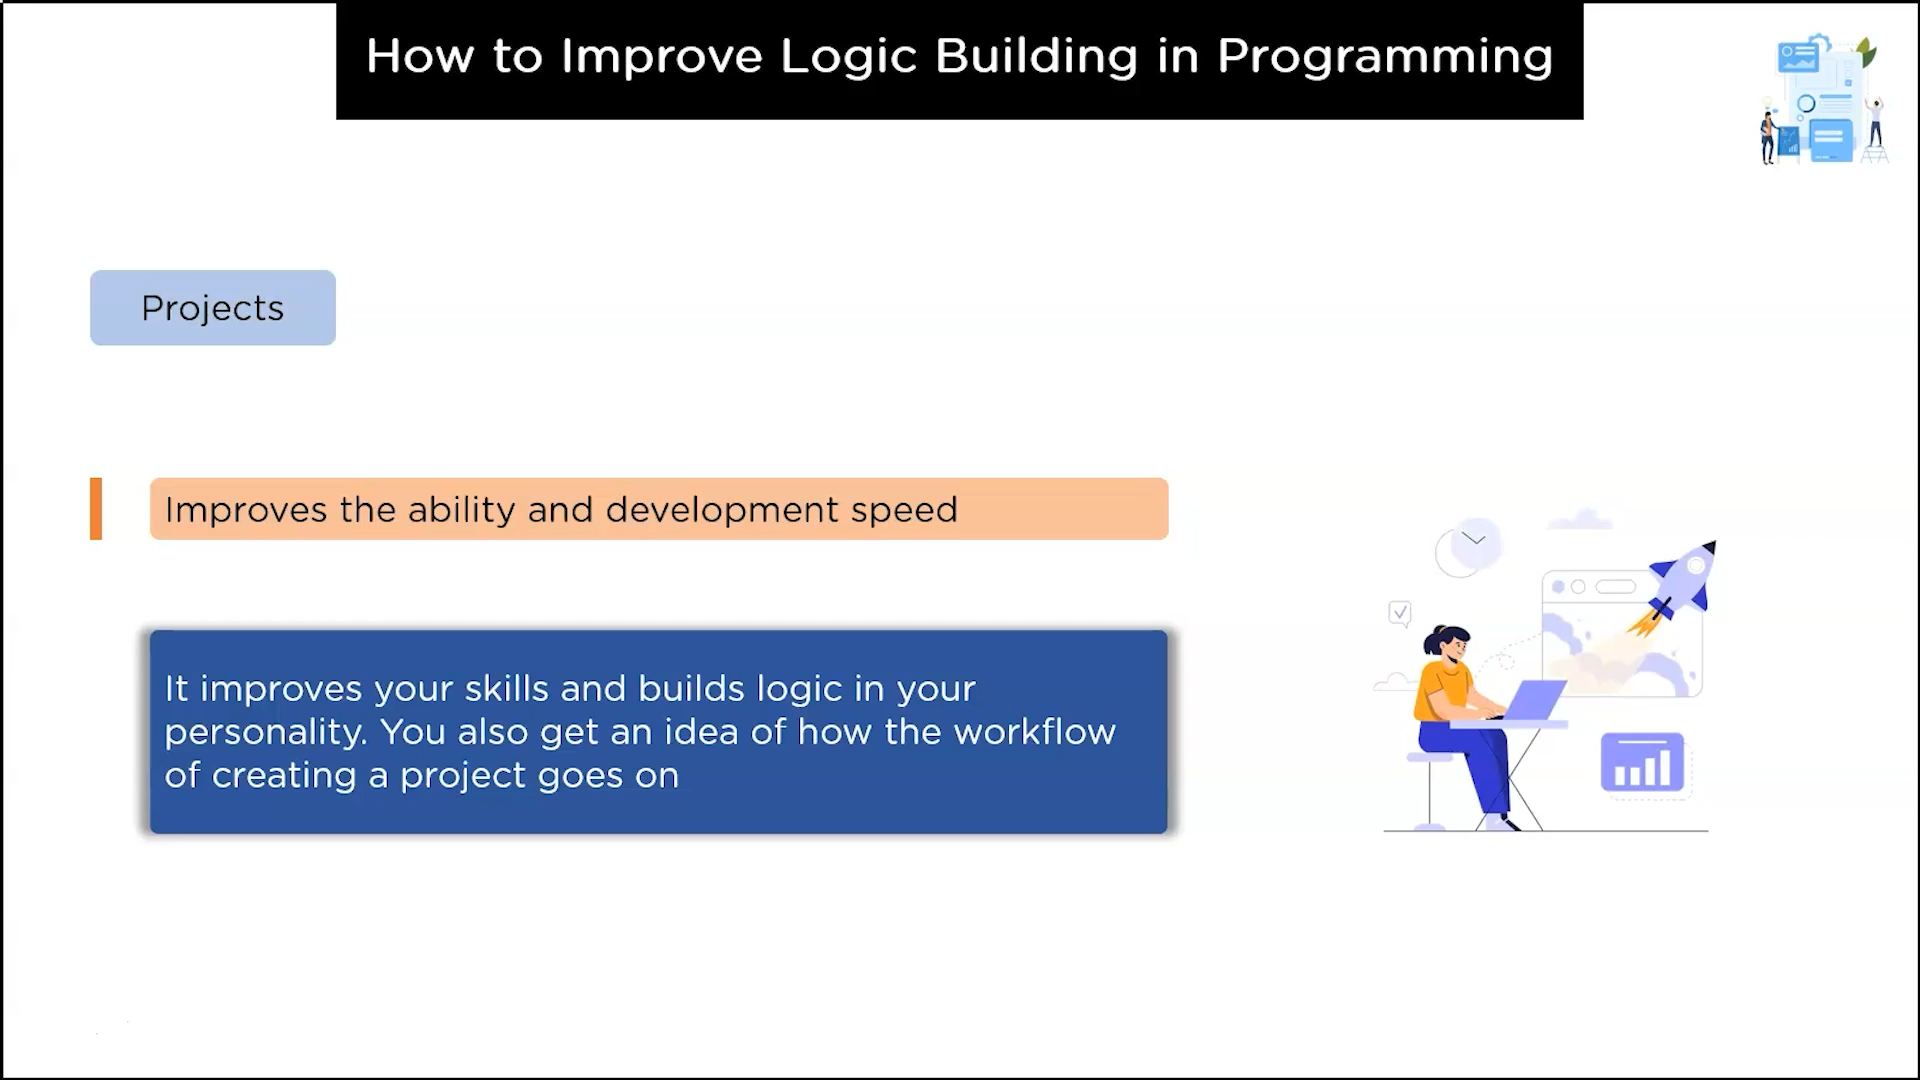 How to Improve Logic Building in Programming
Projects
Improves the ability and development speed
It improves your skills and builds logic in your
personality. You also get an idea of how the workflow
of creating a project goes on